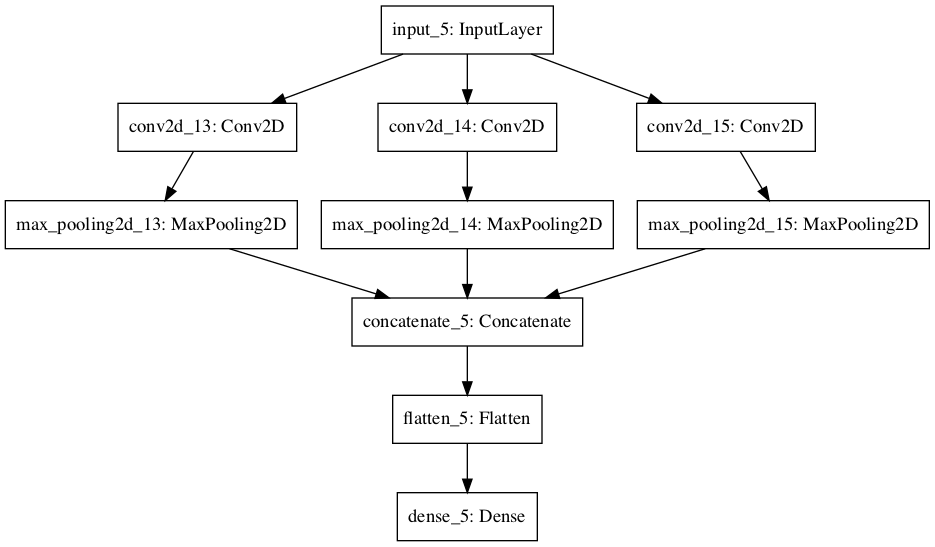 input_5: InputLayer
conv2d_13: Conv2D
conv2d_14: Conv2D
conv2d_15: Conv2D
max_pooling2d_13: MaxPooling2D
max_pooling2d_14: MaxPooling2D
max_pooling2d_15: MaxPooling2D
concatenate_5: Concatenate
flatten_5: Flatten
dense_5: Dense